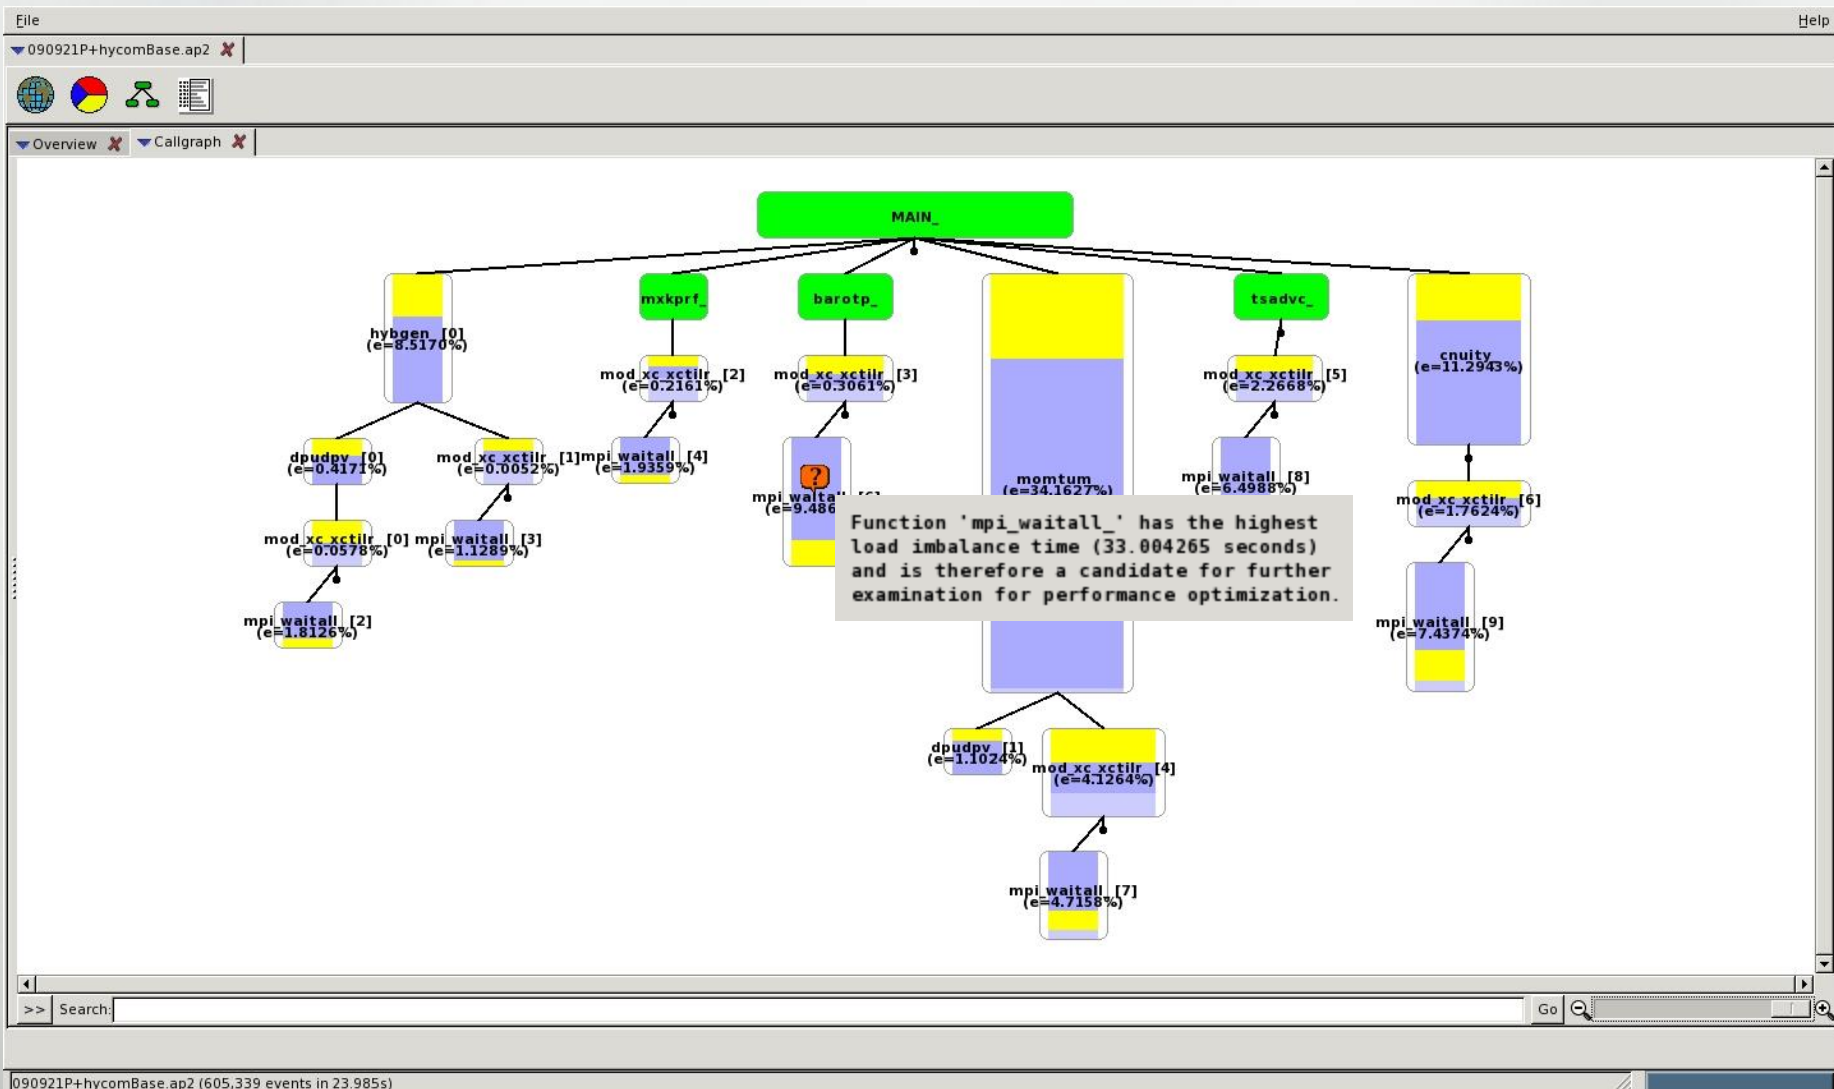 File
Help
090921P+hycomBase.ap2
Overview
Callgraph
MAIN_
hybgen_[0]
(e=8.5170%)
mxkprf_
barotp_
momtum_
(e=34.1627%)
tsadvc_
cnuity_
(e=11.2943%)
mod_xc_xctilr_[2]
(e=0.2161%)
mod_xc_xctilr_[3]
(e=0.3061%)
mod_xc_xctilr_[5]
(e=2.2668%)
dpudpv_[0]
(e=0.4171%)
mod_xc_xctilr_[1]
(e=0.0052%)
mpi_waitall_[4]
(e=1.9359%)
?
(e=9.486
mpi_waitall_[8]
(e=6.4988%)
mod_xc_xctilr_[6]
(e=1.7624%)
Function 'mpi_waitall_' has the highest
load imbalance time (33.004265 seconds)
and is therefore a candidate for further
examination for performance optimization.
mod_xc_xctilr_[0]
(e=0.0578%)
mpi_waitall_[3]
(e=1.1289%)
mpi_waitall_[2]
(e=1.8126%)
mpi_waitall_[9]
(e=7.4374%)
dpudpv_[1]
(e=1.1024%)
mod_xc_xctilr_[4]
(e=4.1264%)
mpi_waitall_[7]
(e=4.7158%)
>>
Search:
Go
090921P+hycomBase.ap2 (605,339 events in 23.985s)